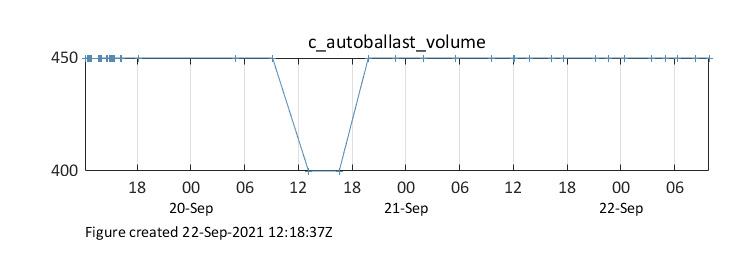 c_autoballast_volume
450
400
18 00 06 12 18 00 06 12 18 00 06
20-Sep 21-Sep 22-Sep
Figure created 22-Sep-2021 12:18:37Z